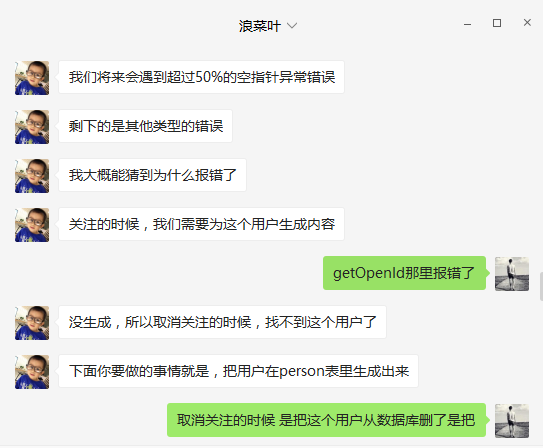 浪菜叶
我们将来会遇到超过50%的空指针异常错误
剩下的是其他类型的错误
我大概能猜到为什么报错了
关注的时候，我们需要为这个用户生成内容
getOpenId那里报错了
没生成，所以取消关注的时候，找不到这个用户了
下面你要做的事情就是，把用户在person表里生成出来
取消关注的时候 是把这个用户从数据库删了是把